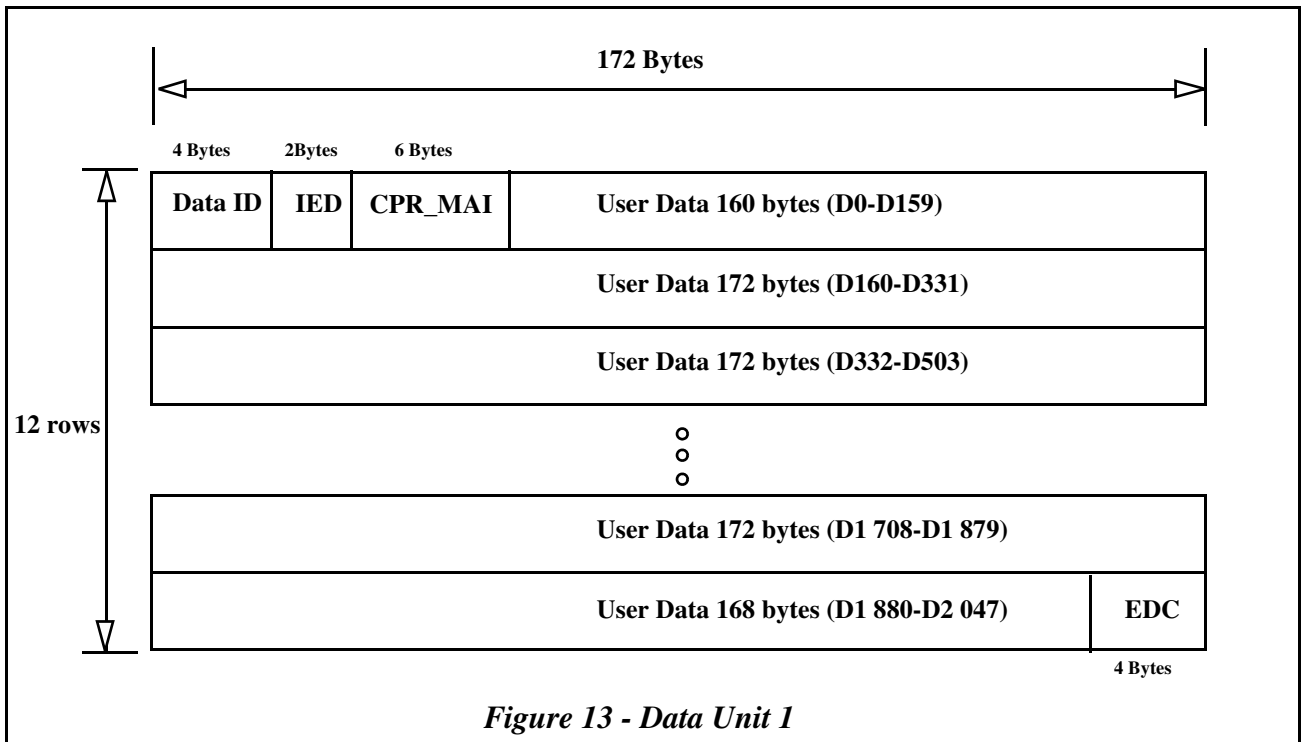 172 Bytes
4 Bytes 2Bytes 6 Bytes
Data ID IED CPR_MAI User Data 160 bytes (D0-D159)
User Data 172 bytes (D160-D331)
User Data 172 bytes (D332-D503)
12 rows
User Data 172 bytes (D1 708-D1 879)
User Data 168 bytes (D1 880-D2 047) EDC
4 Bytes
Figure 13 - Data Unit 1